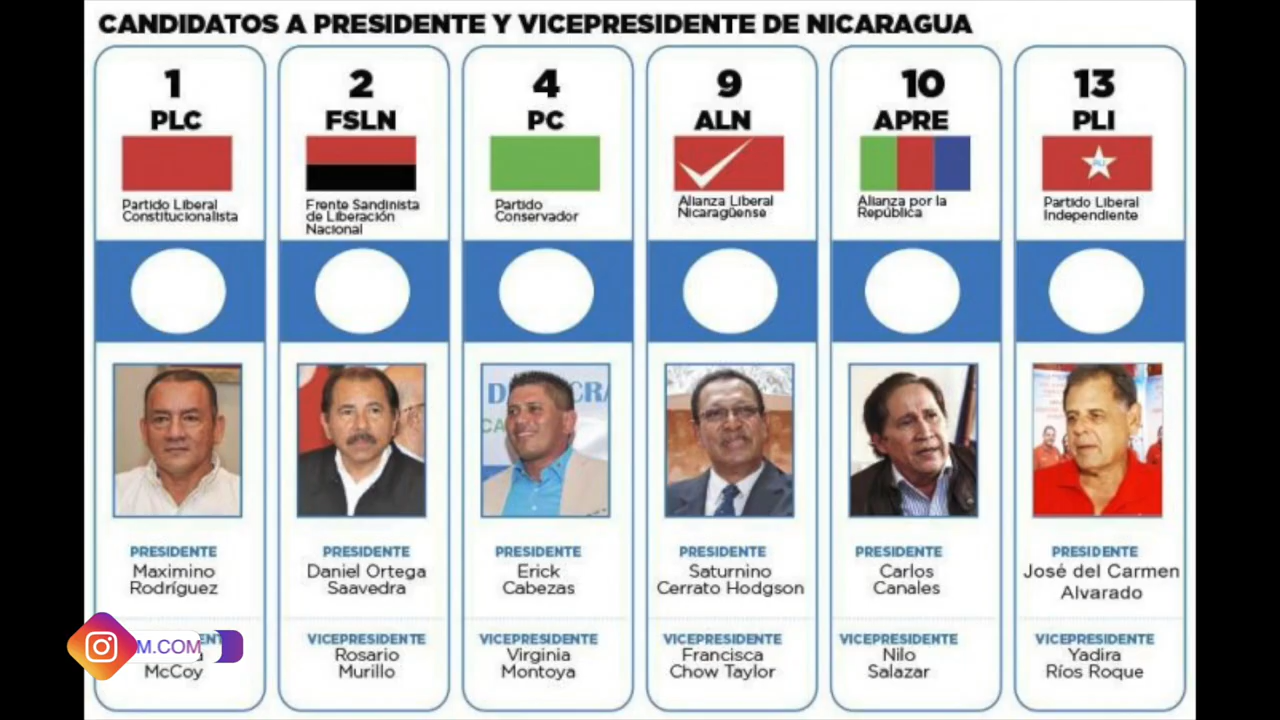 CANDIDATOS A PRESIDENTE Y VICEPRESIDENTE DE NICARAGUA
1
PLC
Partido Liberal
Constitucionalista
PRESIDENTE
Maximino
Rodríguez
M.COM
McCoy
2
FSLN
Frente Sandinista
de Liberación
Nacional
PRESIDENTE
Daniel Ortega
Saavedra
VICEPRESIDENTE
Rosario
Murillo
4
PC
Partido
Conservador
PRESIDENTE
Erick
Cabezas
VICEPRESIDENTE
Virginia
Montoya
9
ALN
Alianza Liberal
Nicaragüense
PRESIDENTE
Saturnino
Cerrato Hodgson
VICEPRESIDENTE
Francisca
Chow Taylor
10
APRE
Alianza por la
República
PRESIDENTE
Carlos
Canales
VICEPRESIDENTE
Nilo
Salazar
13
PLI
PLI
Partido Liberal
Independiente
PRESIDENTE
José del Carmen
Alvarado
VICEPRESIDENTE
Yadira
Ríos Roque